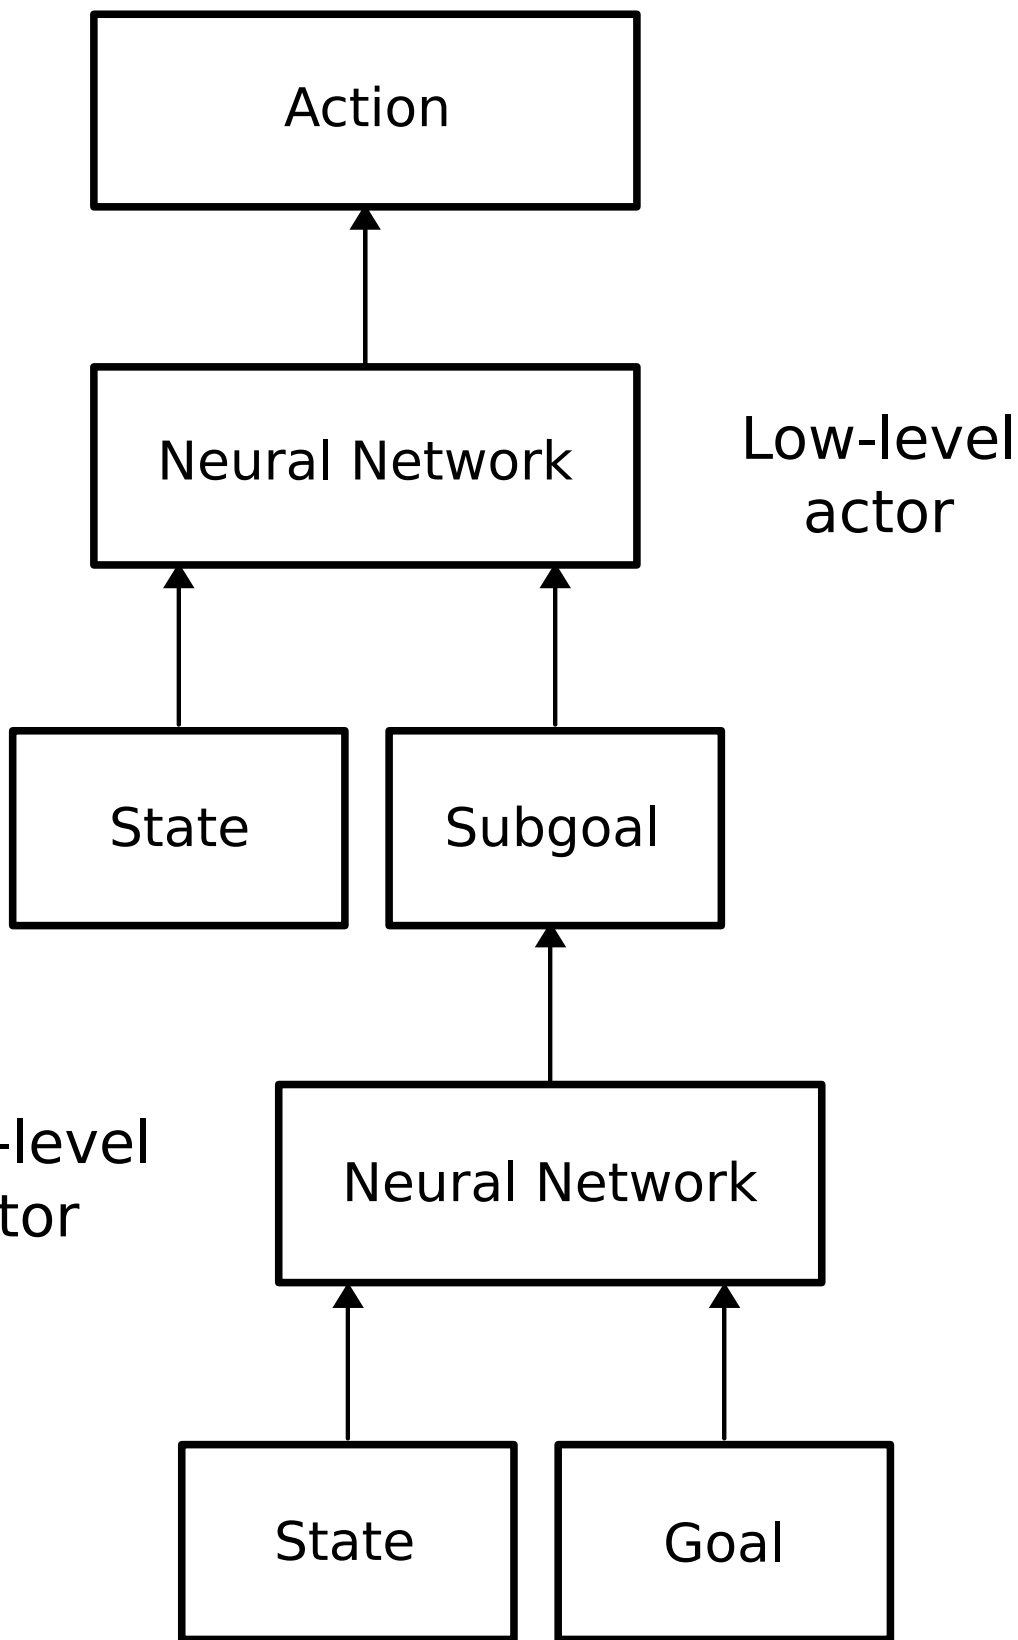 Action
Neural Network
Low-level
actor
State
Subgoal
-level
tor
Neural Network
State
Goal